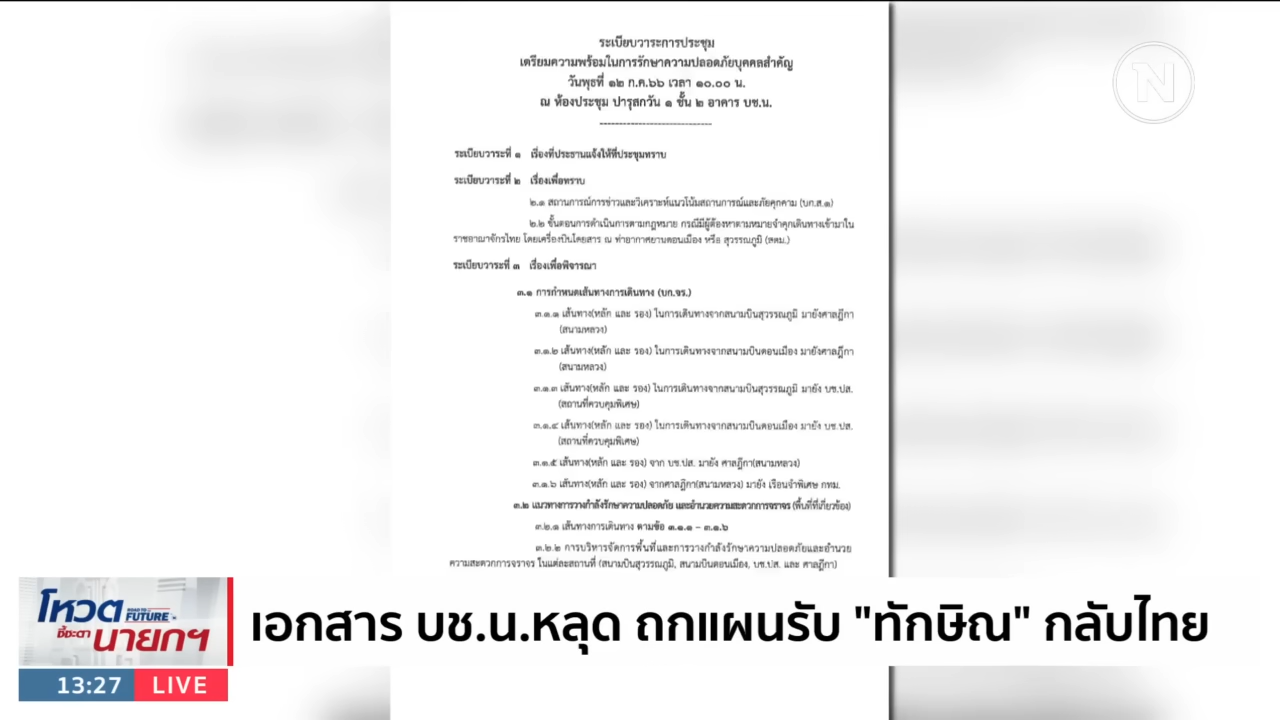 ระเบียบวาระการประชุม
เตรียมความพร้อมในการรักษาความปลอดภัยบุคคลสำคัญ
วันพุธที่ ๑๒ ก.ค.๖๖ เวลา ๑๐.๐๐ น.
ณ ห้องประชุม ปารุสกวัน ๑ ชั้น ๒ อาคาร บช.น.
N
ระเบียบวาระที่ ๑ เรื่องที่ประธานแจ้งให้ที่ประชุมทราบ
ระเบียบวาระที่ ๒ เรื่องเพื่อทราบ
๒.๑ สถานการณ์การข่าวและวิเคราะห์แนวโน้มสถานการณ์และภัยคุกคาม (บก.ส.๑)
๒.๒ ขั้นตอนการดำเนินการตามกฎหมาย กรณีมีผู้ต้องหาตามหมายจำคุกเดินทางเข้ามาใน
ราชอาณาจักรไทย โดยเครื่องบินโดยสาร ณ ท่าอากาศยานดอนเมือง หรือ สุวรรณภูมิ (สตม.)
ระเบียบวาระที่ ๓ เรื่องเพื่อพิจารณา
๓.๑ การกำหนดเส้นทางการเดินทาง (บก.จร.)
๓.๑.๑ เส้นทาง(หลัก และ รอง) ในการเดินทางจากสนามบินสุวรรณภูมิ มายังศาลฎีกา
(สนามหลวง)
๓.๑.๒ เส้นทาง(หลัก และ รอง) ในการเดินทางจากสนามบินดอนเมือง มายังศาลฎีกา
(สนามหลวง)
๓.๑.๓ เส้นทาง(หลัก และ รอง) ในการเดินทางจากสนามบินสุวรรณภูมิ มายัง บช.ปส.
(สถานที่ควบคุมพิเศษ)
๓.๑.๔ เส้นทาง(หลัก และ รอง) ในการเดินทางจากสนามบินดอนเมือง มายัง บช.ปส.
(สถานที่ควบคุมพิเศษ)
๓.๑.๕ เส้นทาง(หลัก และ รอง) จาก บช.ปส. มายัง ศาลฎีกา(สนามหลวง)
๓.๑.๖ เส้นทาง(หลัก และ รอง) จากศาลฎีกา(สนามหลวง) มายัง เรือนจำพิเศษ กทม.
๓.๒ แนวทางการวางกำลังรักษาความปลอดภัย และอำนวยความสะดวกการจราจร (พื้นที่ที่เกี่ยวข้อง)
๓.๒.๑ เส้นทางการเดินทาง ตามข้อ ๓.๑.๑ – ๓.๑.๖
๓.๒.๒ การบริหารจัดการพื้นที่และการวางกำลังรักษาความปลอดภัยและอำนวย
ความสะดวกการจราจร ในแต่ละสถานที่ (สนามบินสุวรรณภูมิ, สนามบินดอนเมือง, บช.ปส. และ ศาลฎีกา)
โหวต ROAD TO FUTURE
ชี้ชะตา นายกฯ
เอกสาร บช.น.หลุด ถกแผนรับ "ทักษิณ" กลับไทย
13:27 LIVE